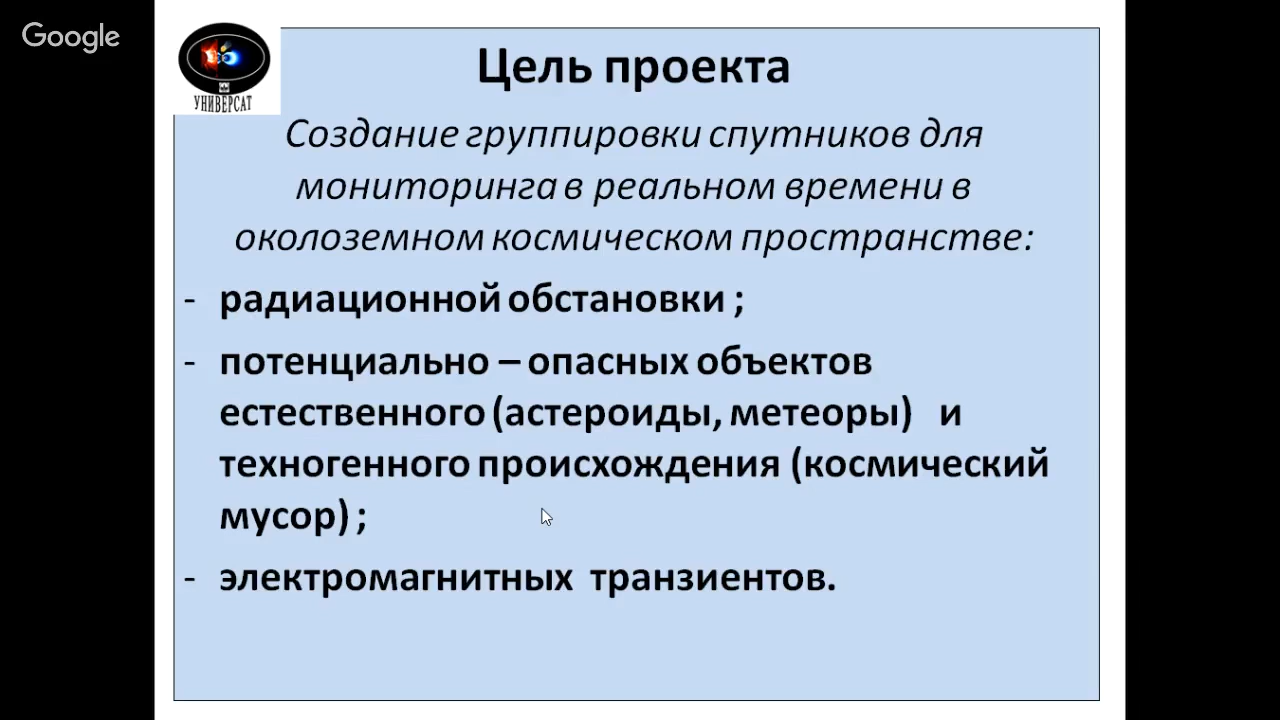 Google
УНИВЕРСАТ
Цель проекта
Создание группировки спутников для
мониторинга в реальном времени в
околоземном космическом пространстве:
- радиационной обстановки ;
- потенциально – опасных объектов
естественного (астероиды, метеоры) и
техногенного происхождения (космический
мусор) ;
- электромагнитных транзиентов.